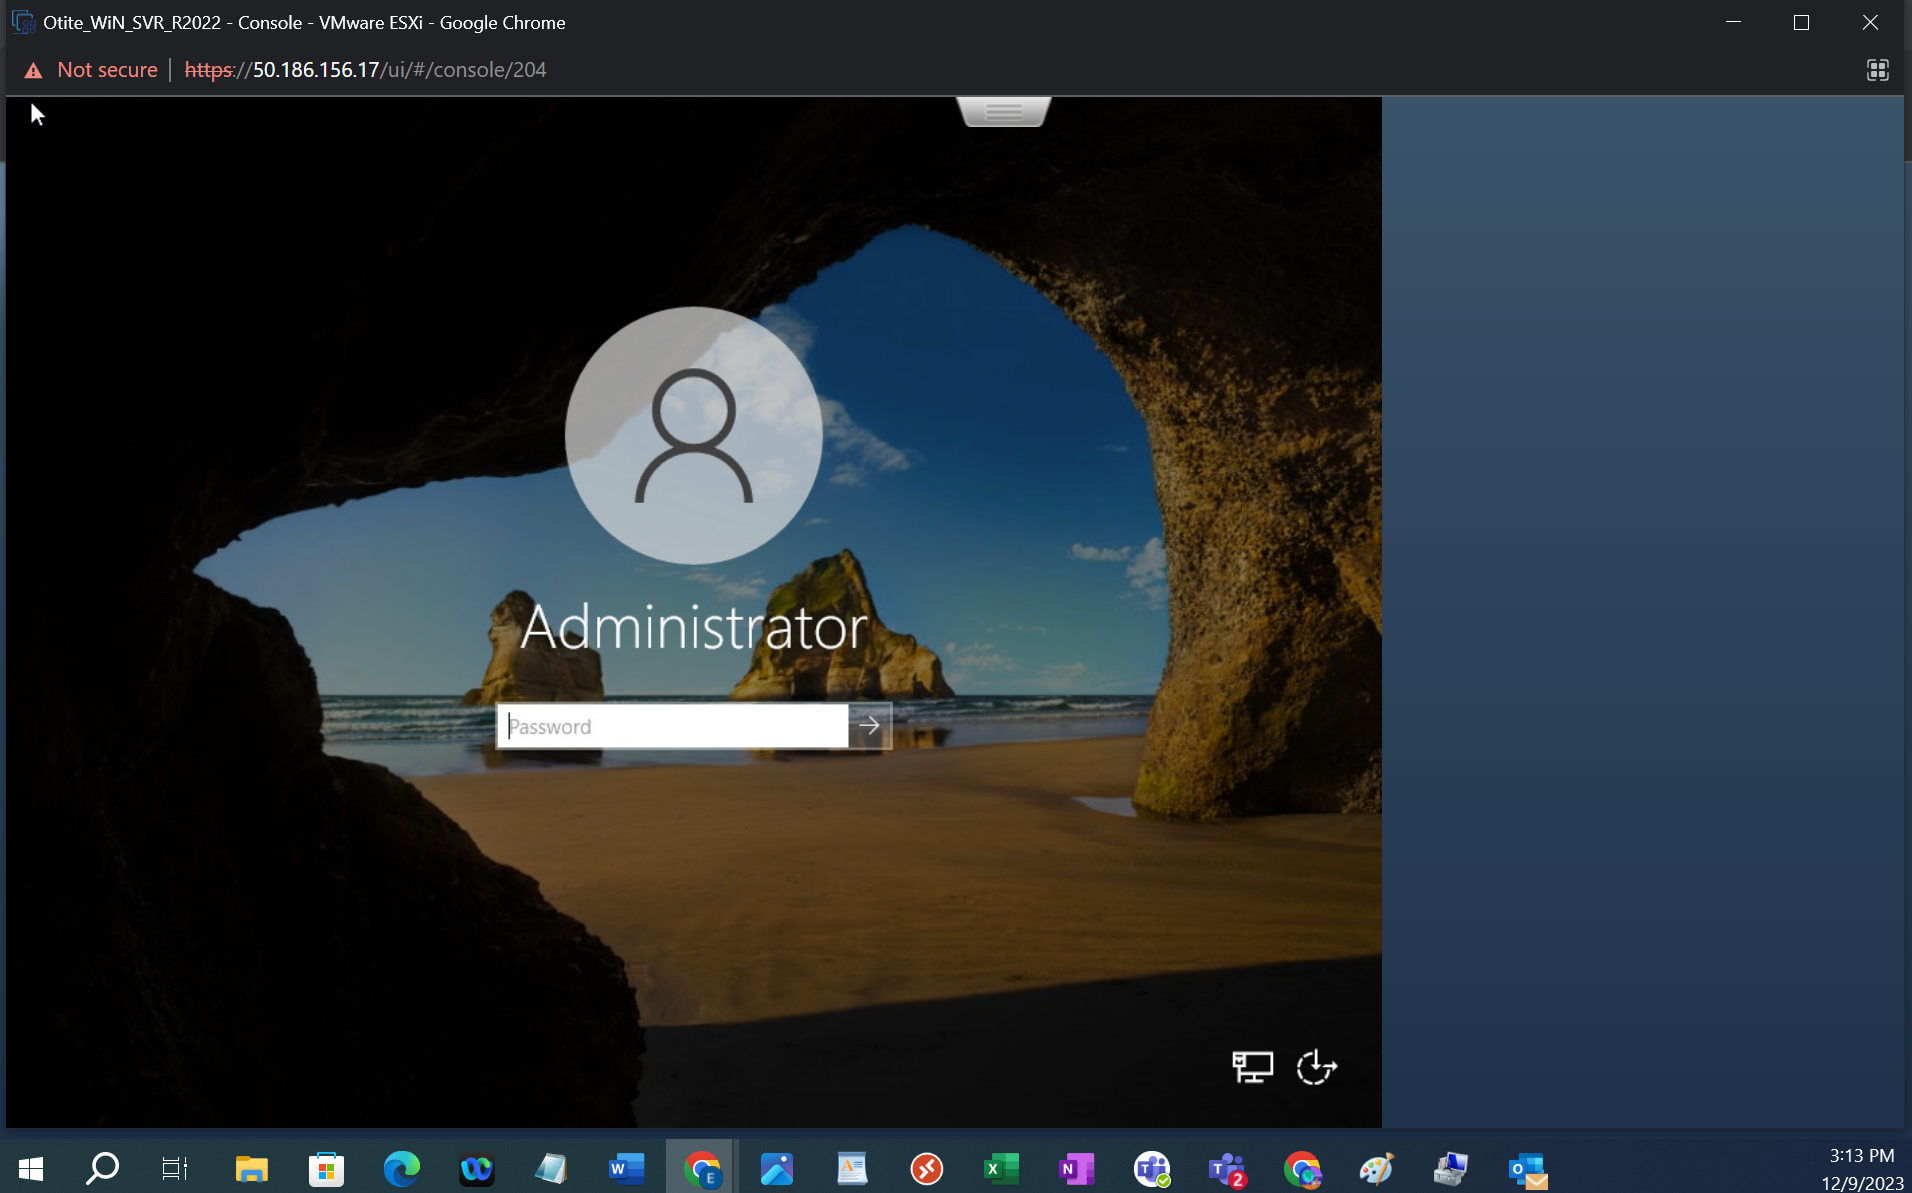 Otite_WiN_SVR_R2022 - Console - VMware ESXi - Google Chrome
Not secure | https://50.186.156.17/ui/#/console/204
Administrator
Password
3:13 PM
12/9/2023